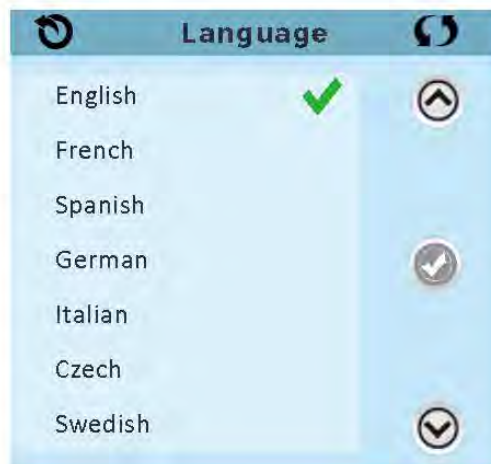 Language
English
French
Spanish
German
Italian
Czech
Swedish